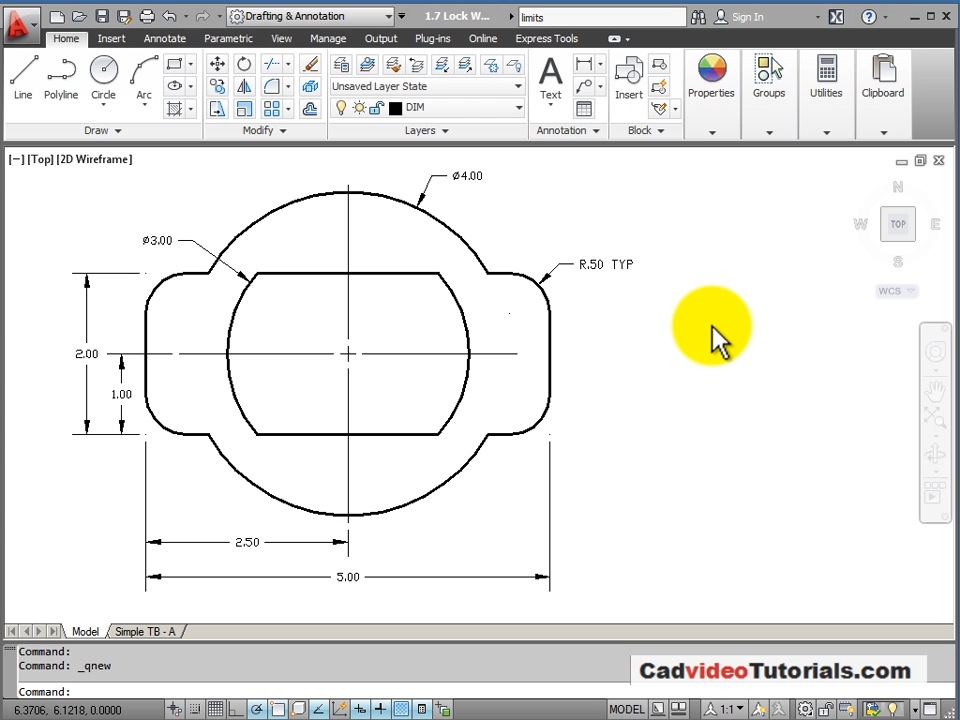 Drafting & Annotation
1.7 Lock W...
limits
Sign In
Home
Insert
Annotate
Parametric
View
Manage
Output
Plug-ins
Online
Express Tools
Line
Polyline
Circle
Arc
Unsaved Layer State
DIM
Text
Insert
Properties
Groups
Utilities
Clipboard
Draw
Modify
Layers
Annotation
Block
[−] [Top] [2D Wireframe]
N
W
TOP
E
S
WCS
Ø4.00
Ø3.00
R.50 TYP
2.00
1.00
2.50
5.00
Model
Simple TB - A
Command:
Command: _qnew
Command:
CadvideoTutorials.com
6.3706, 6.1218, 0.0000
MODEL
1:1